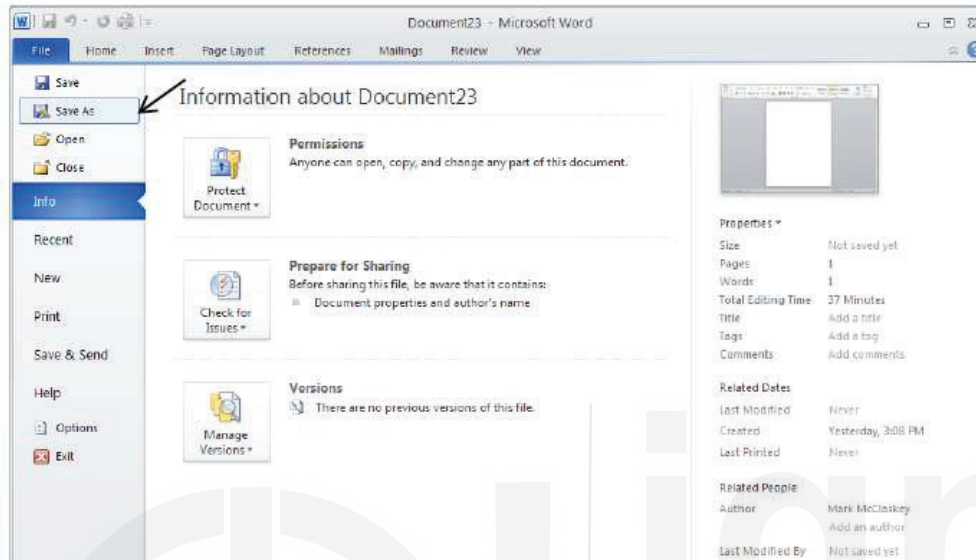 Document23 - Microsoft Word
File Home Insert Page Layout References Mailings Review View
Save
Save As
Open
Close
Info
Recent
New
Print
Save & Send
Help
Options
Exit
Information about Document23
Protect
Document
Permissions
Anyone can open, copy, and change any part of this document.
Check for
Issues
Prepare for Sharing
Before sharing this file, be aware that it contains:
Document properties and author's name
Manage
Versions
Versions
There are no previous versions of this file.
Properties
Size Not saved yet
Pages 1
Words 1
Total Editing Time 37 Minutes
Title Add a title
Tags Add a tag
Comments Add comments
Related Dates
Last Modified Never
Created Yesterday, 3:08 PM
Last Printed Never
Related People
Author Mark McClaskey
Add an author
Last Modified By Not saved yet